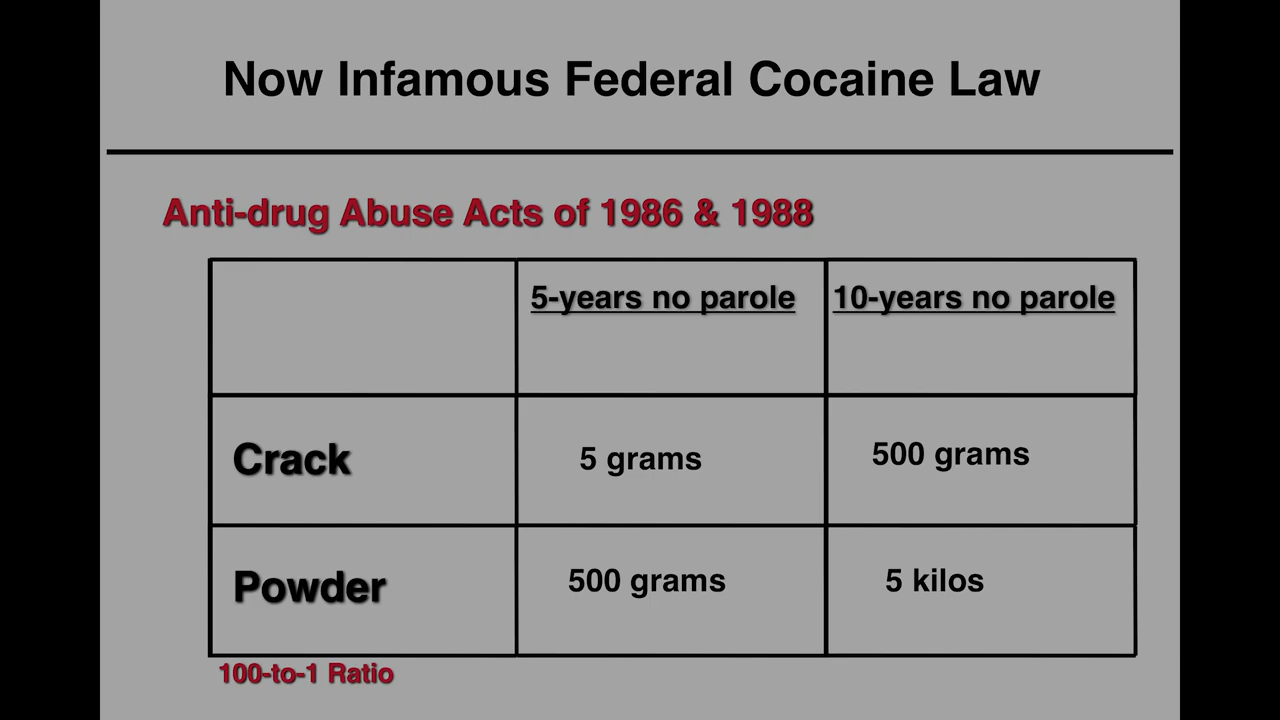 Now Infamous Federal Cocaine Law
Anti-drug Abuse Acts of 1986 & 1988
5-years no parole 10-years no parole
Crack 5 grams 500 grams
Powder 500 grams 5 kilos
100-to-1 Ratio